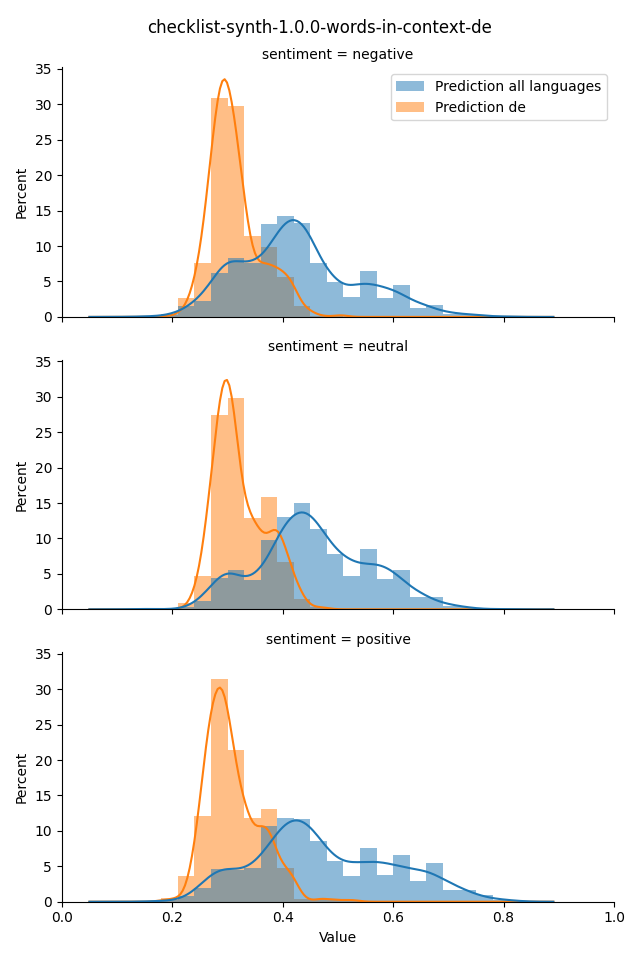 checklist-synth-1.0.0-words-in-context-de
sentiment = negative
35
30
25
20
15
10
5
0
Percent
Prediction all languages
Prediction de
sentiment = neutral
35
30
25
20
15
10
5
0
Percent
sentiment = positive
35
30
25
20
15
10
5
0
Percent
0.0 0.2 0.4 0.6 0.8 1.0
Value